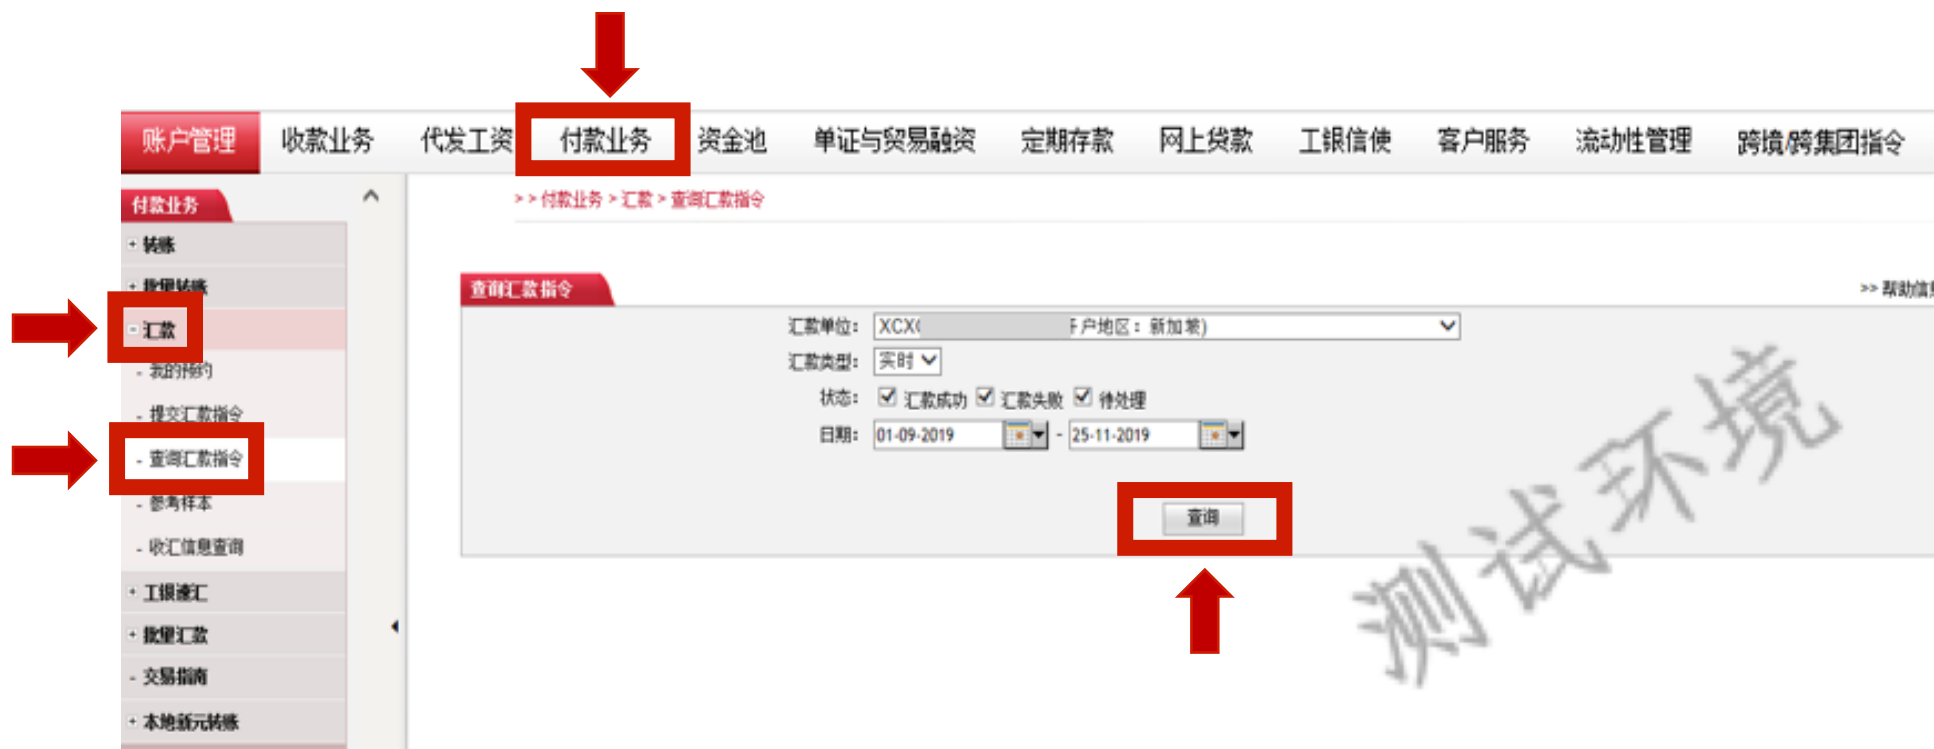 账户管理 收款业务 代发工资 付款业务 资金池 单证与贸易融资 定期存款 网上贷款 工银信使 客户服务 流动性管理 跨境/跨集团指令
付款业务
>> 付款业务 > 汇款 > 查询汇款指令
+ 转账
+ 批量转账
- 汇款
- 我的预约
- 提交汇款指令
- 查询汇款指令
- 参考样本
- 收汇信息查询
+ 工银速汇
+ 批量汇款
- 交易指南
+ 本地新元转账
查询汇款指令
>> 帮助信息
汇款单位: XCX 户地区:新加坡)
汇款类型: 实时
状态: 汇款成功 汇款失败 待处理
日期: 01-09-2019 - 25-11-2019
查询
测试环境